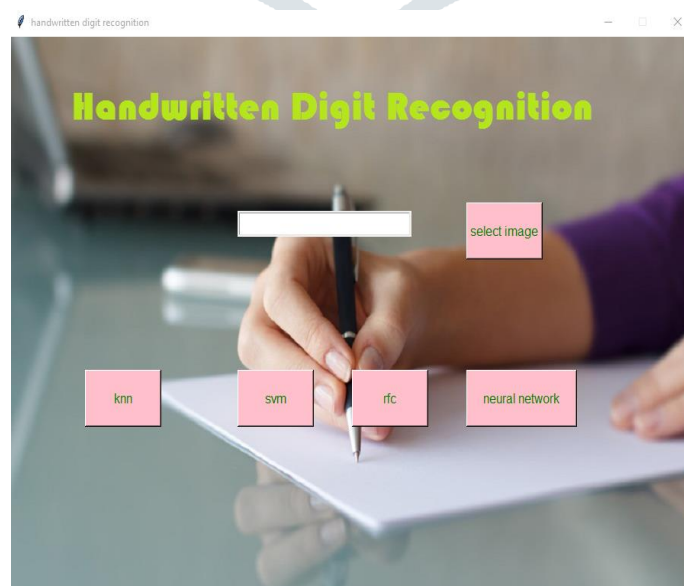 handwritten digit recognition
Handwritten Digit Recognition
select image
knn svm rfc neural network